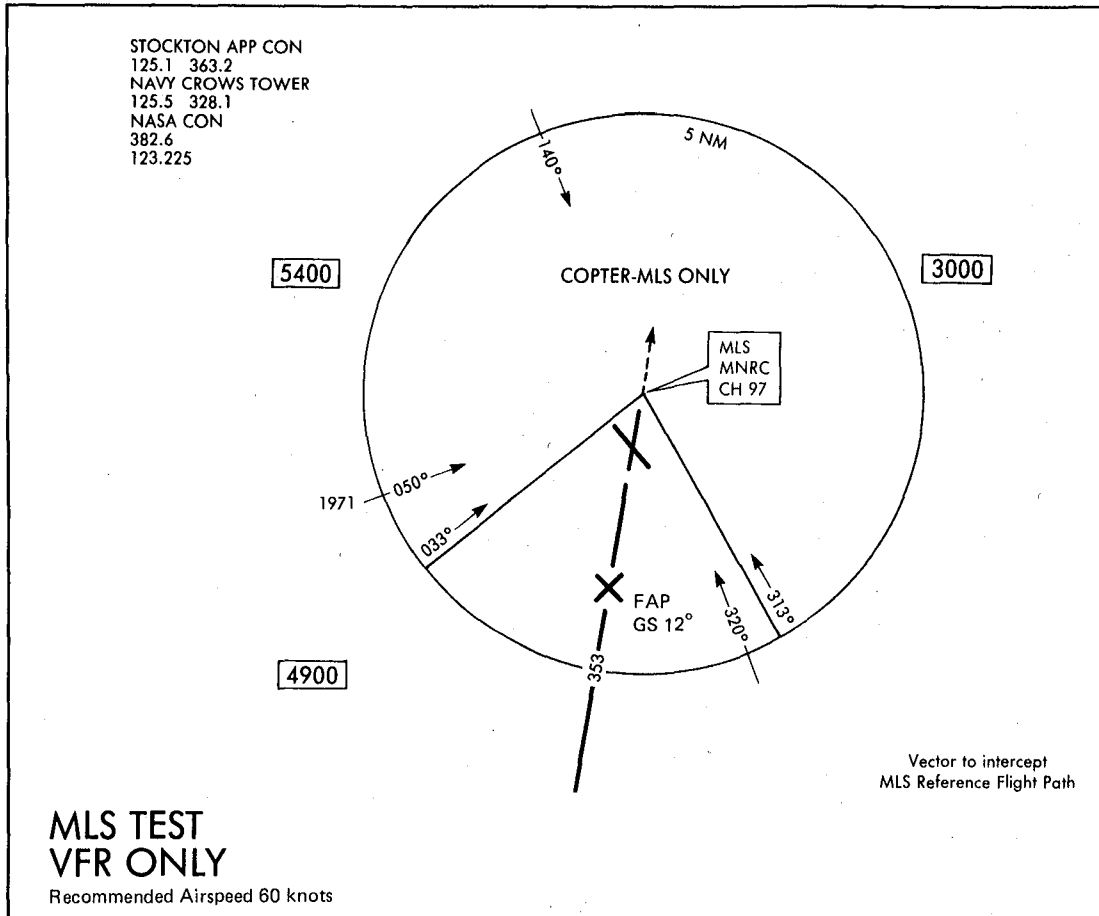 STOCKTON APP CON
125.1 363.2
NAVY CROWS TOWER
125.5 328.1
NASA CON
382.6
123.225
5 NM
140°
5400
COPTER-MLS ONLY
3000
MLS
MNRC
CH 97
1971
050°
033°
FAP
GS 12°
313°
320°
353
4900
Vector to intercept
MLS Reference Flight Path
MLS TEST
VFR ONLY
Recommended Airspeed 60 knots